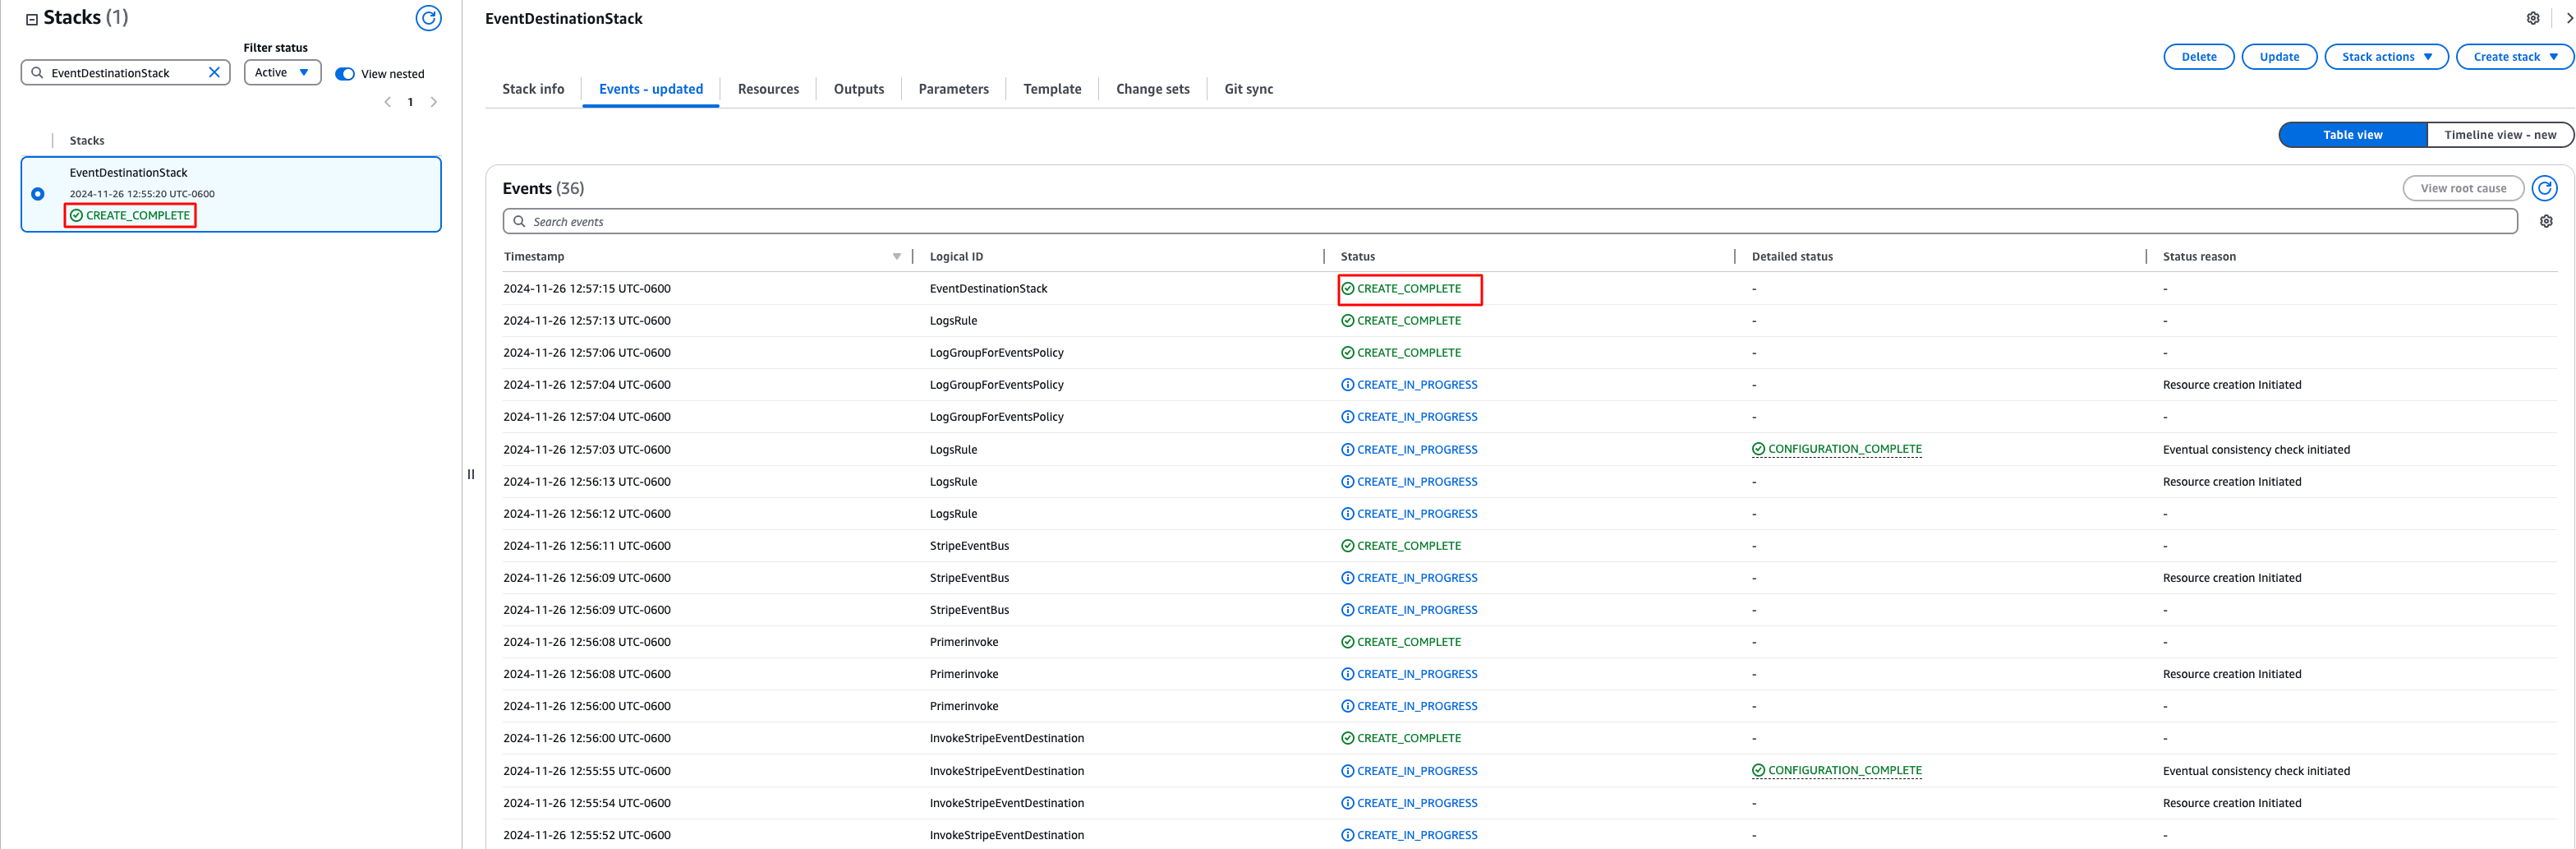 Stacks (1)
Filter status
EventDestinationStack
Active
View nested
1
Stacks
EventDestinationStack
2024-11-26 12:55:20 UTC-0600
CREATE_COMPLETE
EventDestinationStack
Delete
Update
Stack actions
Create stack
Stack info
Events - updated
Resources
Outputs
Parameters
Template
Change sets
Git sync
Table view
Timeline view - new
Events (36)
View root cause
Search events
Timestamp Logical ID Status Detailed status Status reason
2024-11-26 12:57:15 UTC-0600 EventDestinationStack CREATE_COMPLETE - -
2024-11-26 12:57:13 UTC-0600 LogsRule CREATE_COMPLETE - -
2024-11-26 12:57:06 UTC-0600 LogGroupForEventsPolicy CREATE_COMPLETE - -
2024-11-26 12:57:04 UTC-0600 LogGroupForEventsPolicy CREATE_IN_PROGRESS - Resource creation Initiated
2024-11-26 12:57:04 UTC-0600 LogGroupForEventsPolicy CREATE_IN_PROGRESS - -
2024-11-26 12:57:03 UTC-0600 LogsRule CREATE_IN_PROGRESS CONFIGURATION_COMPLETE Eventual consistency check initiated
2024-11-26 12:56:13 UTC-0600 LogsRule CREATE_IN_PROGRESS - Resource creation Initiated
2024-11-26 12:56:12 UTC-0600 LogsRule CREATE_IN_PROGRESS - -
2024-11-26 12:56:11 UTC-0600 StripeEventBus CREATE_COMPLETE - -
2024-11-26 12:56:09 UTC-0600 StripeEventBus CREATE_IN_PROGRESS - Resource creation Initiated
2024-11-26 12:56:09 UTC-0600 StripeEventBus CREATE_IN_PROGRESS - -
2024-11-26 12:56:08 UTC-0600 Primerinvoke CREATE_COMPLETE - -
2024-11-26 12:56:08 UTC-0600 Primerinvoke CREATE_IN_PROGRESS - Resource creation Initiated
2024-11-26 12:56:00 UTC-0600 Primerinvoke CREATE_IN_PROGRESS - -
2024-11-26 12:56:00 UTC-0600 InvokeStripeEventDestination CREATE_COMPLETE - -
2024-11-26 12:55:55 UTC-0600 InvokeStripeEventDestination CREATE_IN_PROGRESS CONFIGURATION_COMPLETE Eventual consistency check initiated
2024-11-26 12:55:54 UTC-0600 InvokeStripeEventDestination CREATE_IN_PROGRESS - Resource creation Initiated
2024-11-26 12:55:52 UTC-0600 InvokeStripeEventDestination CREATE_IN_PROGRESS - -